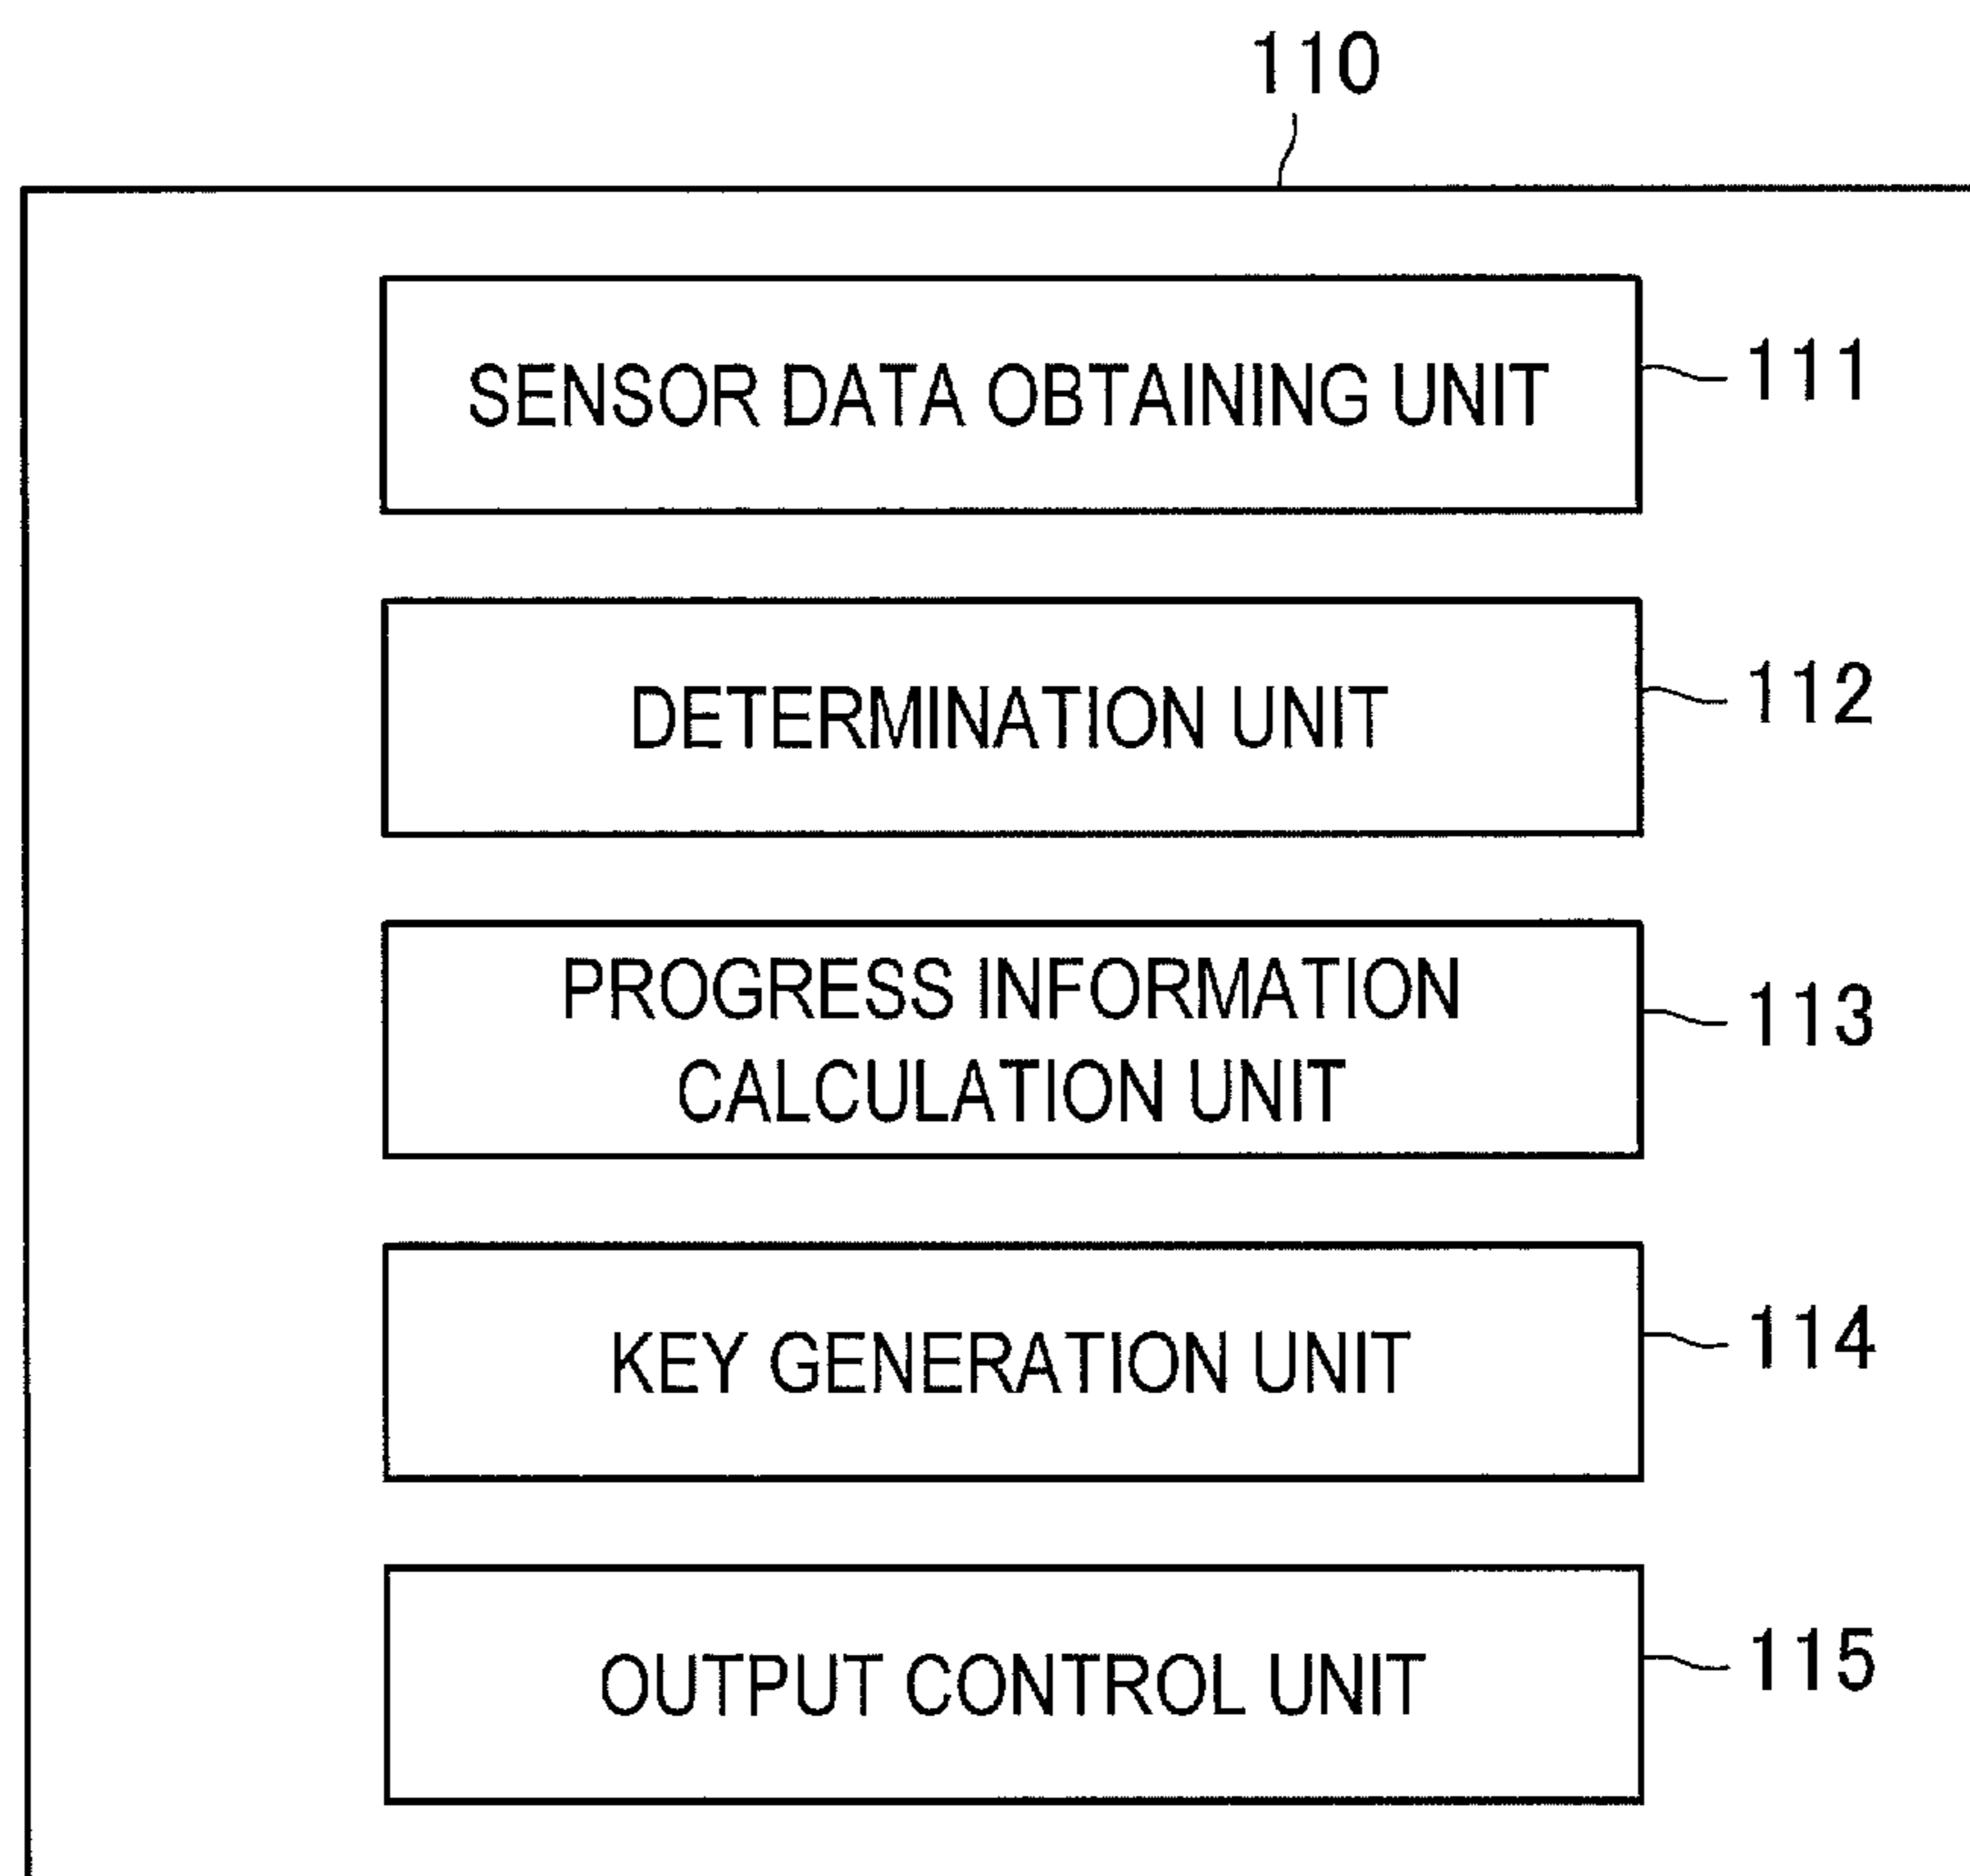 110
SENSOR DATA OBTAINING UNIT
111
DETERMINATION UNIT
112
PROGRESS INFORMATION
CALCULATION UNIT
113
KEY GENERATION UNIT
114
OUTPUT CONTROL UNIT
115